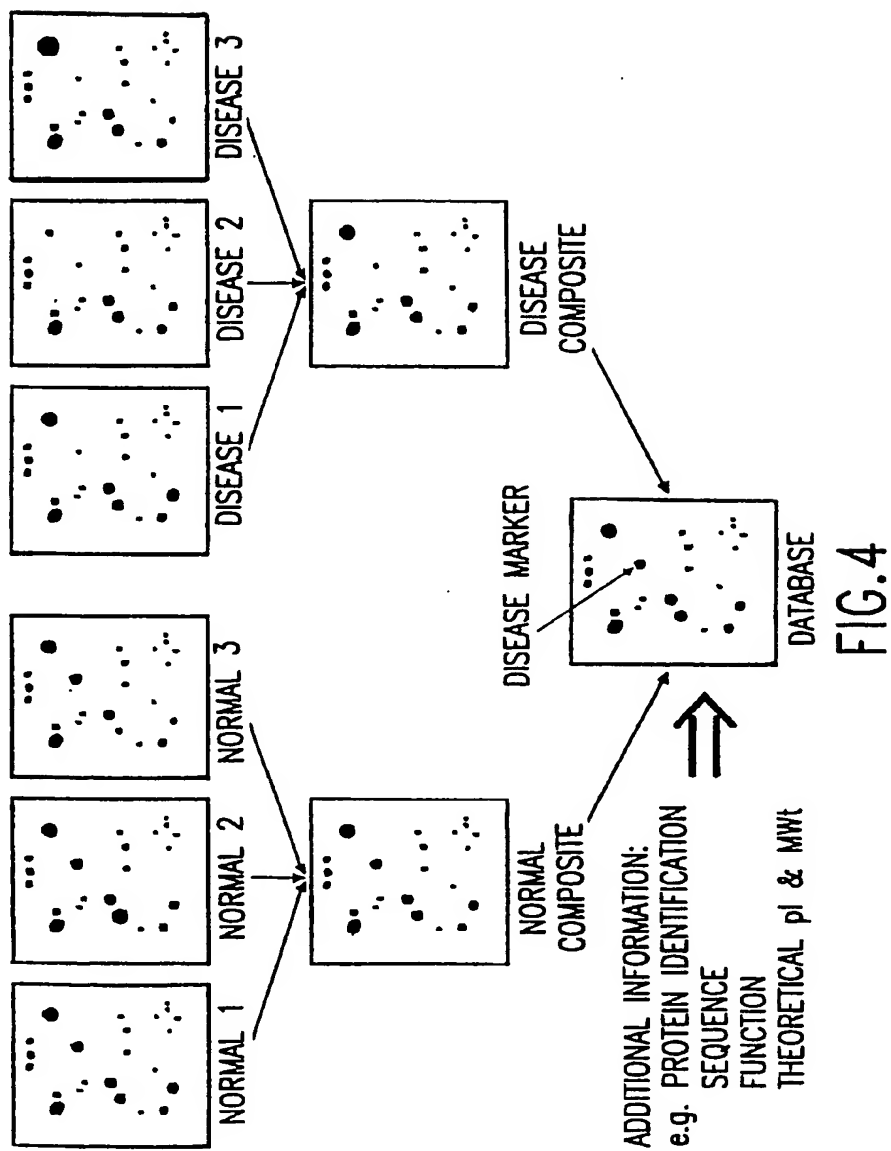 NORMAL 1
NORMAL 2
NORMAL 3
DISEASE 1
DISEASE 2
DISEASE 3
NORMAL
COMPOSITE
DISEASE
COMPOSITE
ADDITIONAL INFORMATION:
e.g. PROTEIN IDENTIFICATION
SEQUENCE
FUNCTION
THEORETICAL pI & MWt
DISEASE MARKER
DATABASE
FIG.4